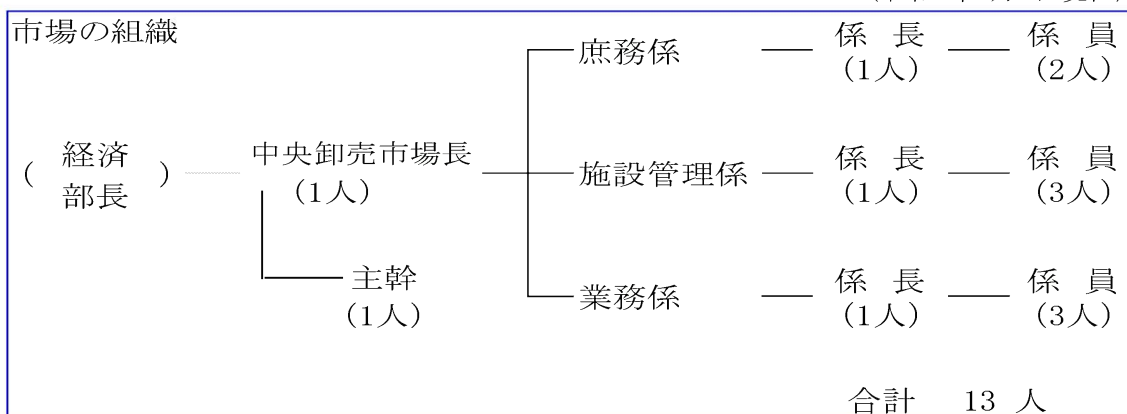 市場の組織
庶務係 係 長 係 員
(1人) (2人)
( 経済 部長 ) 中央卸売市場長 施設管理係 係 長 係 員
(1人) (1人) (3人)
主幹 業務係 係 長 係 員
(1人) (1人) (3人)
合計 13 人